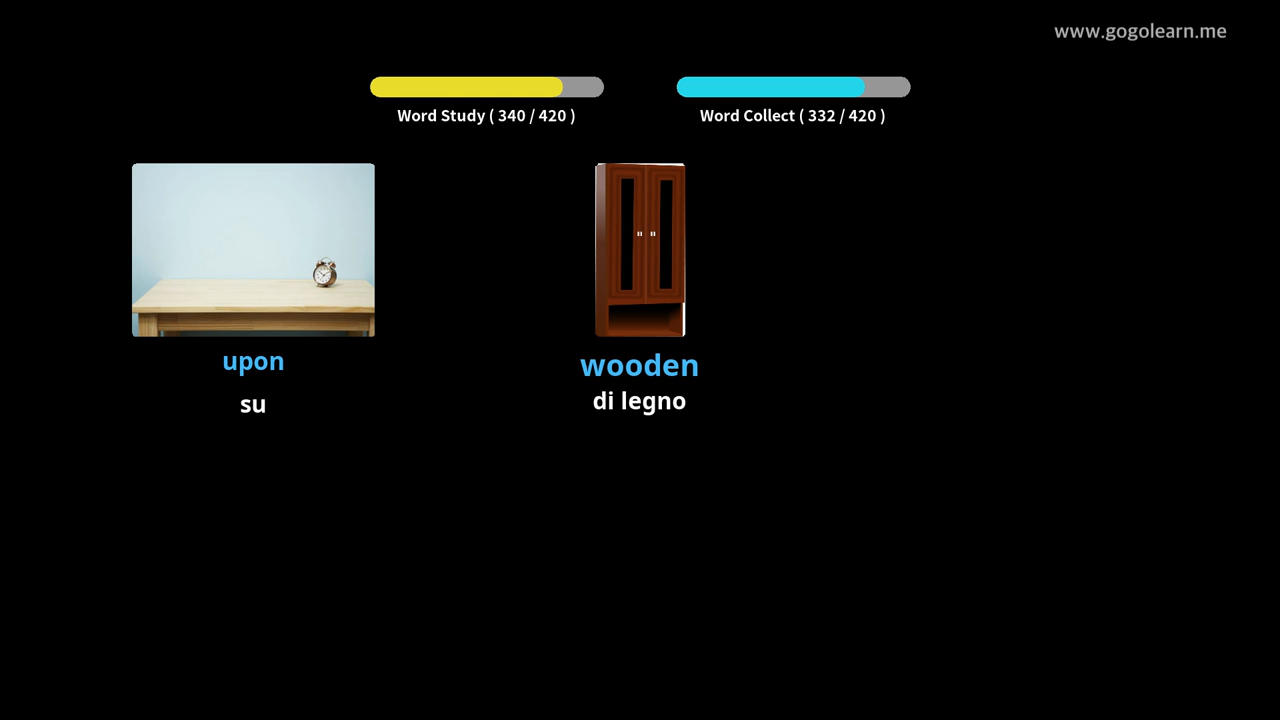 www.gogolearn.me
Word Study ( 340 / 420 )
Word Collect ( 332 / 420 )
upon
su
wooden
di legno